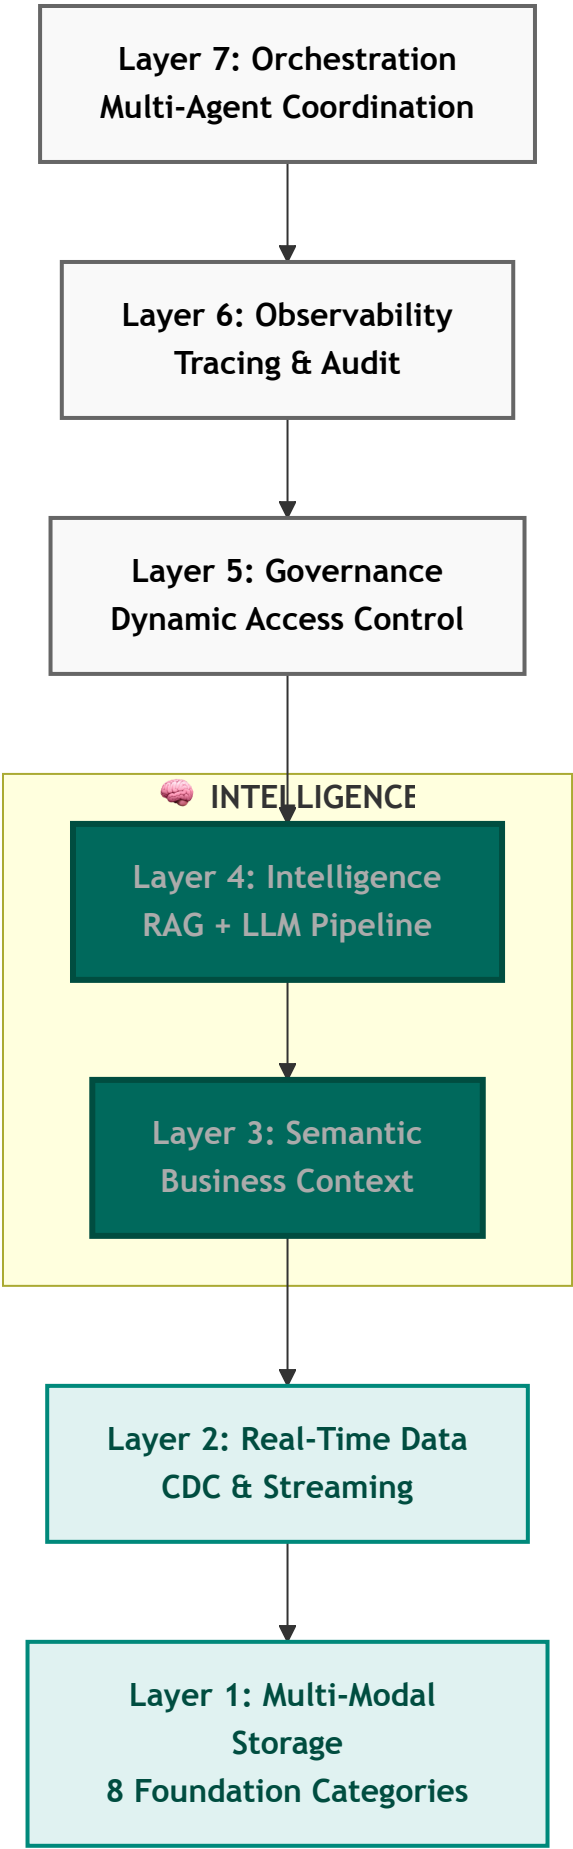 Layer 7: Orchestration
Multi-Agent Coordination
Layer 6: Observability
Tracing & Audit
Layer 5: Governance
Dynamic Access Control
🧠 INTELLIGENCE
Layer 4: Intelligence
RAG + LLM Pipeline
Layer 3: Semantic
Business Context
Layer 2: Real-Time Data
CDC & Streaming
Layer 1: Multi-Modal
Storage
8 Foundation Categories